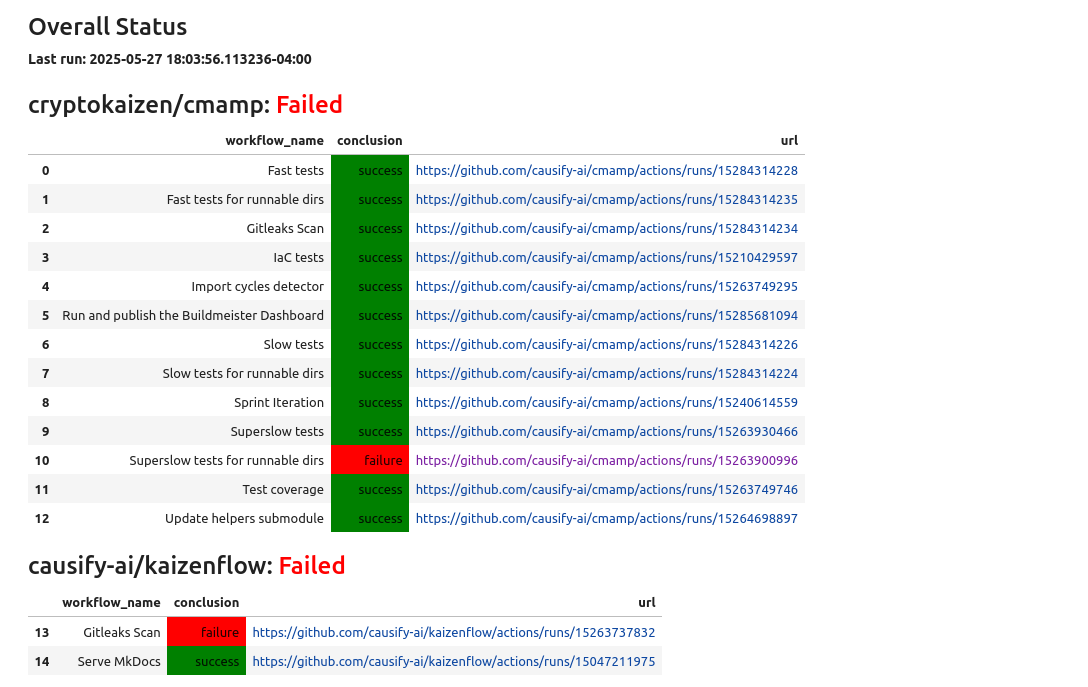 Overall Status
Last run: 2025-05-27 18:03:56.113236-04:00
cryptokaizen/cmamp: Failed
workflow_name conclusion url
0 Fast tests success https://github.com/causify-ai/cmamp/actions/runs/15284314228
1 Fast tests for runnable dirs success https://github.com/causify-ai/cmamp/actions/runs/15284314235
2 Gitleaks Scan success https://github.com/causify-ai/cmamp/actions/runs/15284314234
3 IaC tests success https://github.com/causify-ai/cmamp/actions/runs/15210429597
4 Import cycles detector success https://github.com/causify-ai/cmamp/actions/runs/15263749295
5 Run and publish the Buildmeister Dashboard success https://github.com/causify-ai/cmamp/actions/runs/15285681094
6 Slow tests success https://github.com/causify-ai/cmamp/actions/runs/15284314226
7 Slow tests for runnable dirs success https://github.com/causify-ai/cmamp/actions/runs/15284314224
8 Sprint Iteration success https://github.com/causify-ai/cmamp/actions/runs/15240614559
9 Superslow tests success https://github.com/causify-ai/cmamp/actions/runs/15263930466
10 Superslow tests for runnable dirs failure https://github.com/causify-ai/cmamp/actions/runs/15263900996
11 Test coverage success https://github.com/causify-ai/cmamp/actions/runs/15263749746
12 Update helpers submodule success https://github.com/causify-ai/cmamp/actions/runs/15264698897
causify-ai/kaizenflow: Failed
workflow_name conclusion url
13 Gitleaks Scan failure https://github.com/causify-ai/kaizenflow/actions/runs/15263737832
14 Serve MkDocs success https://github.com/causify-ai/kaizenflow/actions/runs/15047211975